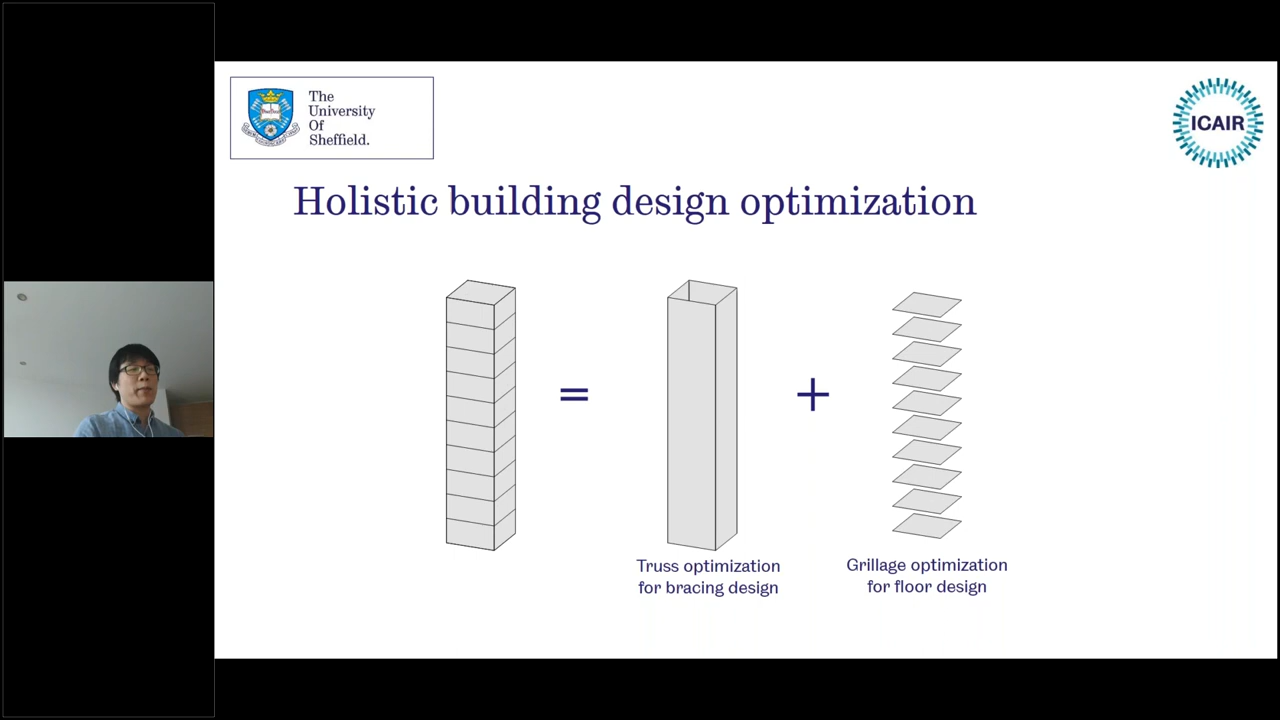 The
University
Of
Sheffield.
ICAIR
Holistic building design optimization
=
+
Truss optimization
for bracing design
Grillage optimization
for floor design